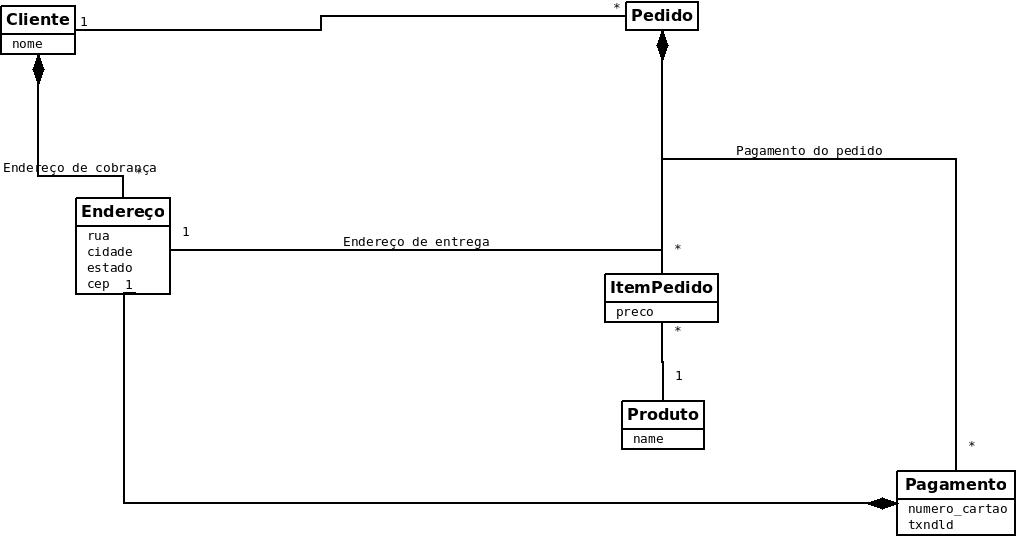 Cliente
nome
1
*
Pedido
Endereço de cobrança
*
Pagamento do pedido
Endereço
rua
cidade
estado
cep
1
1
Endereço de entrega
*
ItemPedido
preco
*
1
Produto
name
*
Pagamento
numero_cartao
txndld